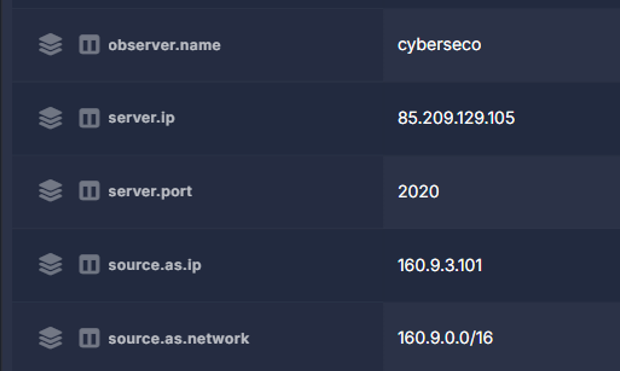 observer.name cyberseco
server.ip 85.209.129.105
server.port 2020
source.as.ip 160.9.3.101
source.as.network 160.9.0.0/16